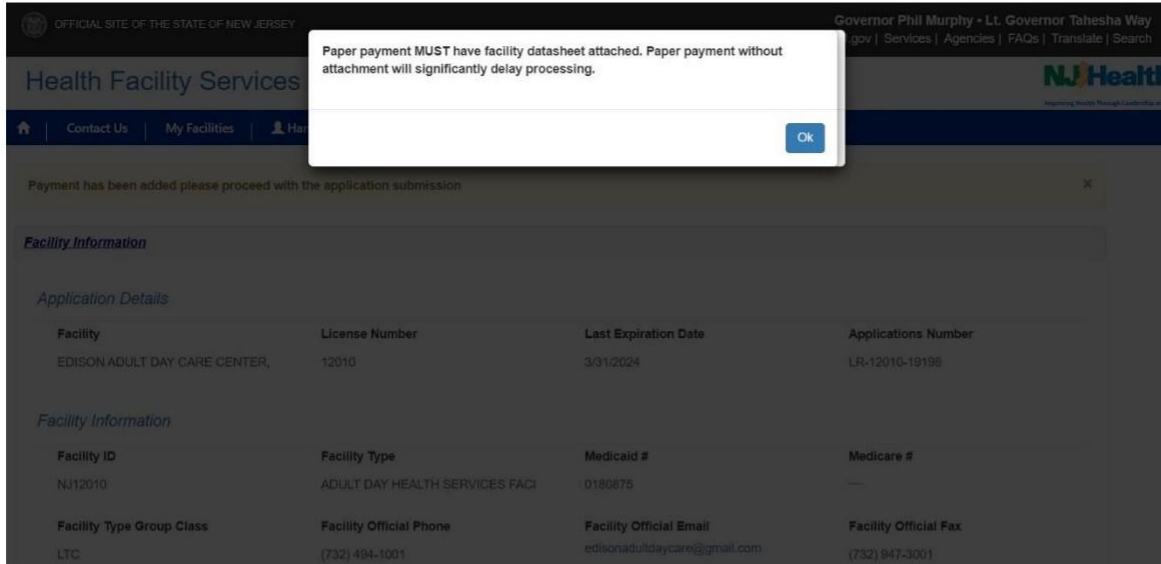 OFFICIAL SITE OF THE STATE OF NEW JERSEY
Governor Phil Murphy • Lt. Governor Tahesha Way
.gov | Services | Agencies | FAQs | Translate | Search
Paper payment MUST have facility datasheet attached. Paper payment without
attachment will significantly delay processing.
Ok
Health Facility Services
NJ Health
Contact Us | My Facilities | Har
Payment has been added please proceed with the application submission
×
Facility Information
Application Details
Facility License Number Last Expiration Date Applications Number
EDISON ADULT DAY CARE CENTER, 12010 3/31/2024 LR-12010-19198
Facility Information
Facility ID Facility Type Medicaid # Medicare #
NJ12010 ADULT DAY HEALTH SERVICES FACI 0180875 ---
Facility Type Group Class Facility Official Phone Facility Official Email Facility Official Fax
LTC (732) 494-1001 edisonadultdaycare@gmail.com (732) 947-3001